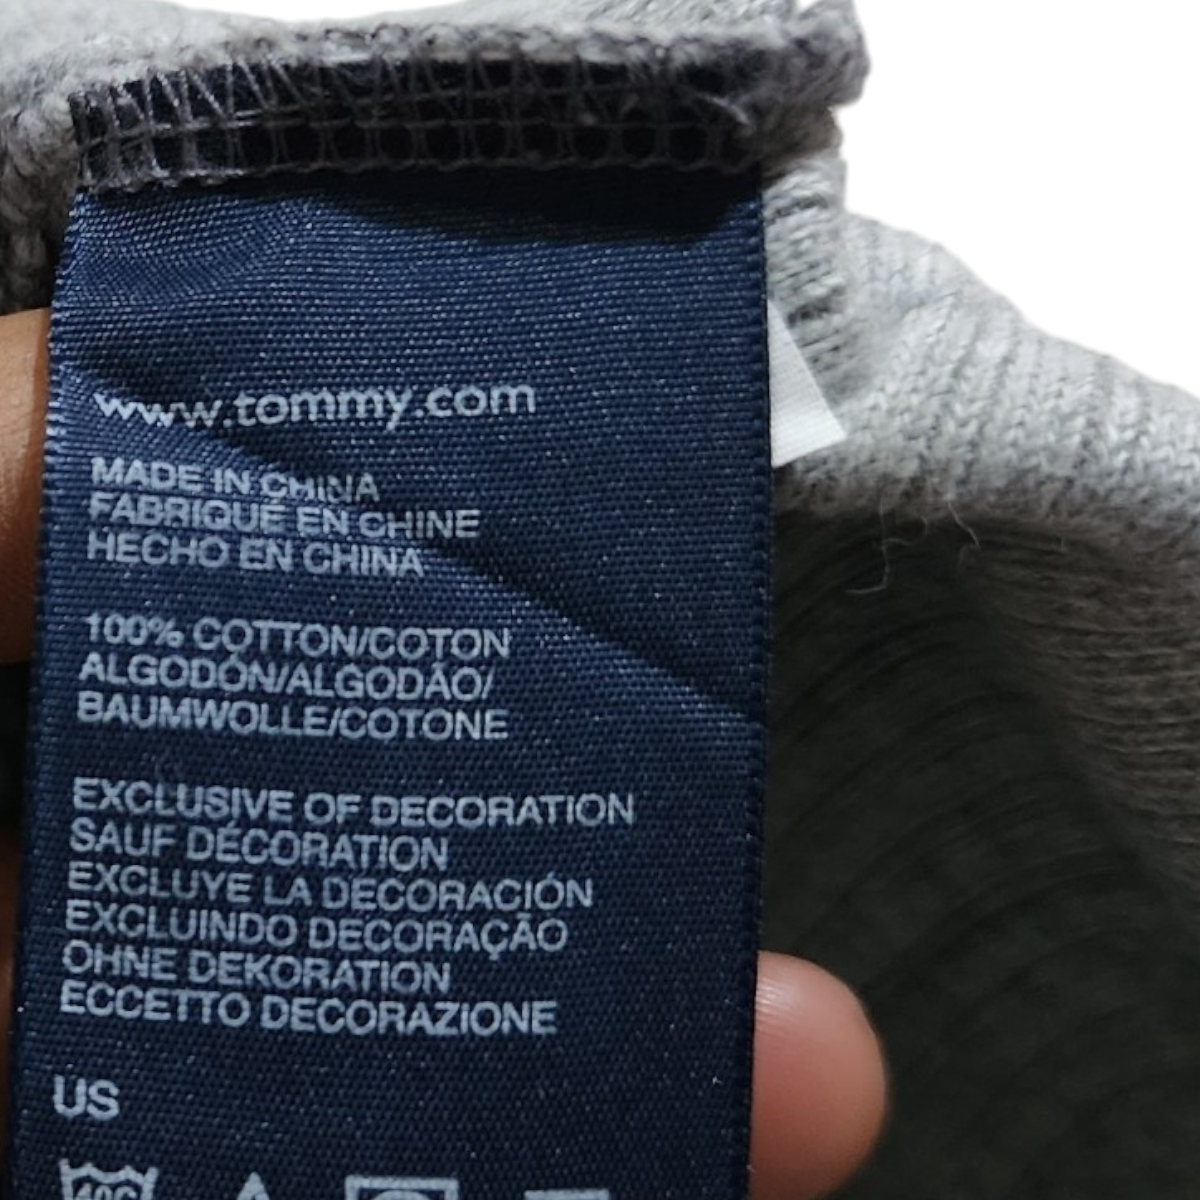 www.tommy.com
MADE IN CHINA
FABRIQUÉ EN CHINE
HECHO EN CHINA
100% COTTON/COTON
ALGODÓN/ALGODÃO/
BAUMWOLLE/COTONE
EXCLUSIVE OF DECORATION
SAUF DÉCORATION
EXCLUYE LA DECORACIÓN
EXCLUINDO DECORAÇÃO
OHNE DEKORATION
ECCETTO DECORAZIONE
US